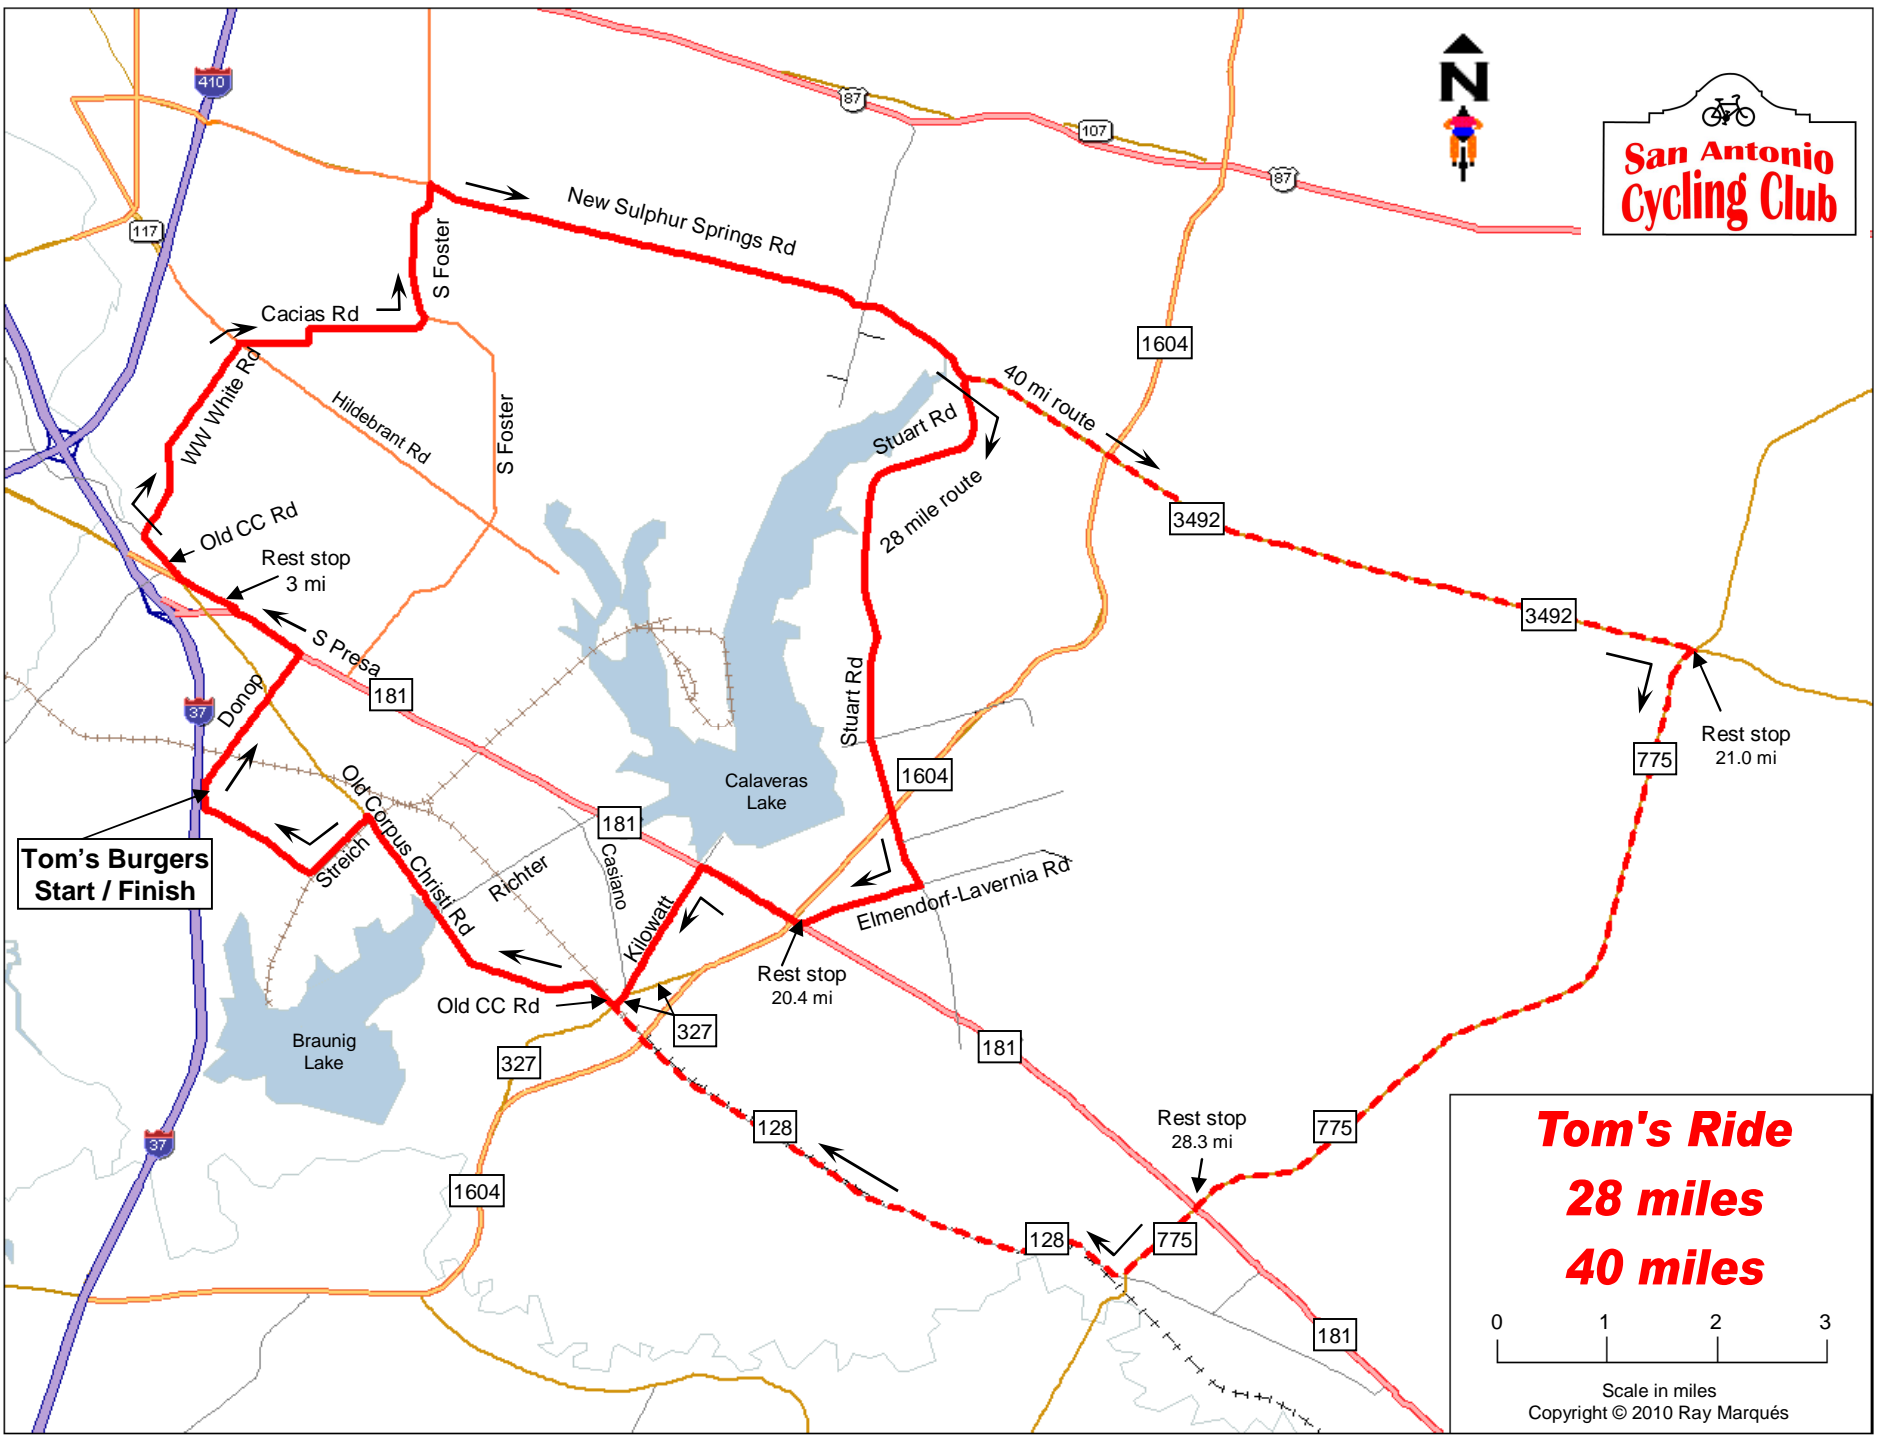 410
87
107
N
San Antonio
Cycling Club
87
117
New Sulphur Springs Rd
S Foster
Cacias Rd
1604
WW White Rd
40 mi route
Hildebrant Rd
S Foster
Stuart Rd
28 mile route
Old CC Rd
3492
Rest stop
3 mi
3492
S Presa
181
Donop
37
Stuart Rd
Rest stop
21.0 mi
775
1604
Calaveras
Lake
Old Corpus Christi Rd
181
Tom's Burgers
Start / Finish
Streich
Richter
Casiano
Elmendorf-Lavernia Rd
Kilowatt
Rest stop
20.4 mi
Old CC Rd
327
181
Braunig
Lake
327
128
Rest stop
28.3 mi
775
37
1604
128
775
181
Tom's Ride
28 miles
40 miles
0 1 2 3
Scale in miles
Copyright © 2010 Ray Marqués